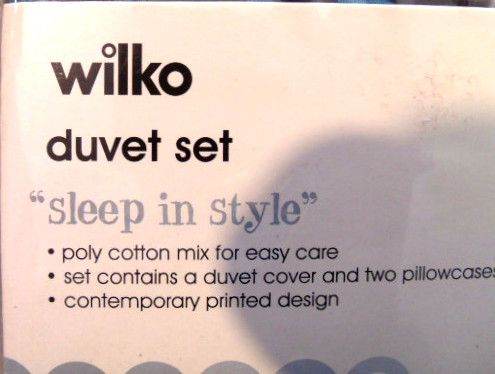 wilko
duvet set
“sleep in style”
• poly cotton mix for easy care
• set contains a duvet cover and two pillowcases
• contemporary printed design